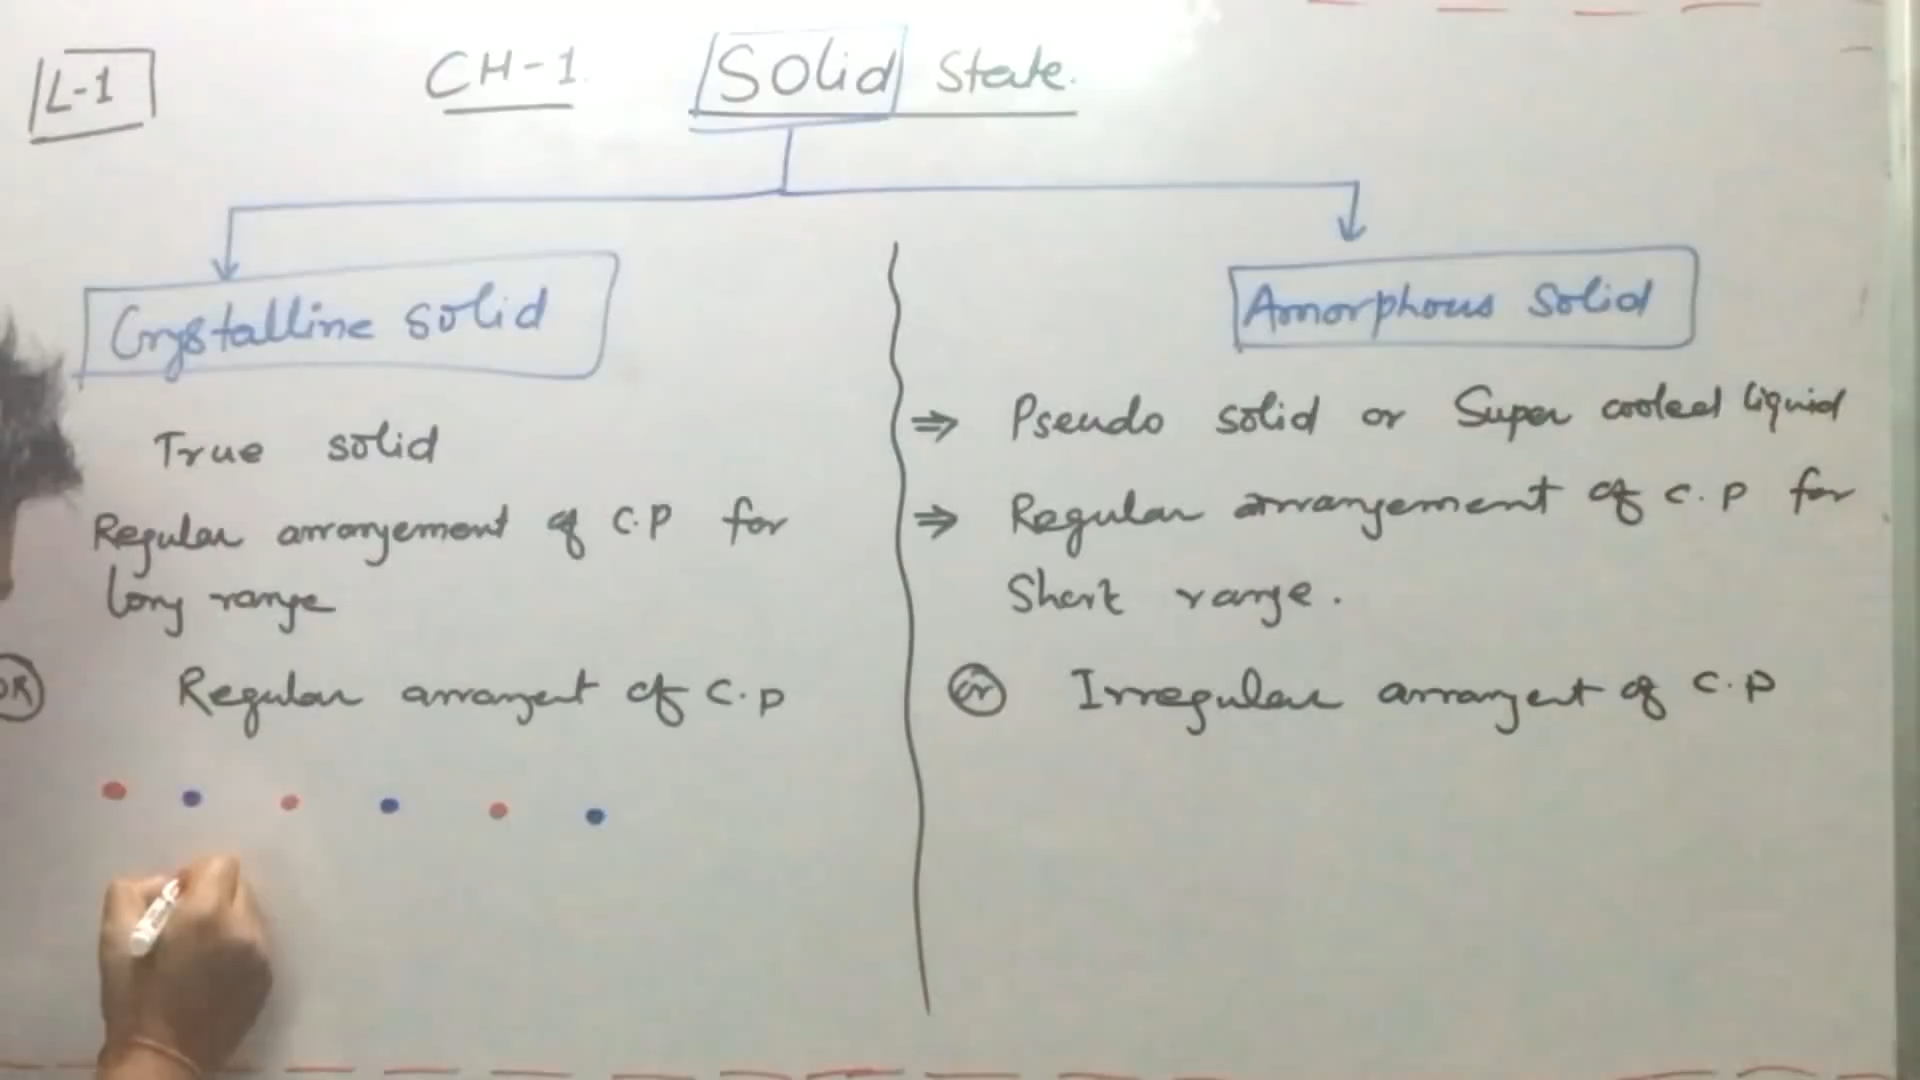 L-1
CH-1 Solid State.
Crystalline solid
True solid
Regular arrangement of C.P for
long range
OR Regular arrangent of C.p
Amorphous Solid
⇒ Pseudo solid or Super cooled liquid
⇒ Regular arrangement of C.P for
Short range.
or Irregular arrangent of C.P